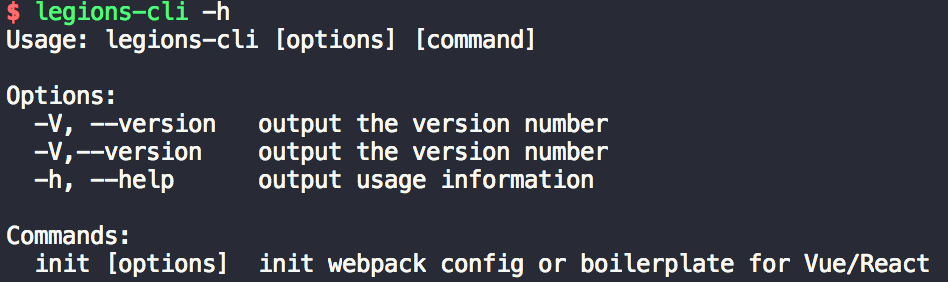 $ legions-cli -h
Usage: legions-cli [options] [command]

Options:
  -V, --version   output the version number
  -V,--version    output the version number
  -h, --help      output usage information

Commands:
  init [options]  init webpack config or boilerplate for Vue/React